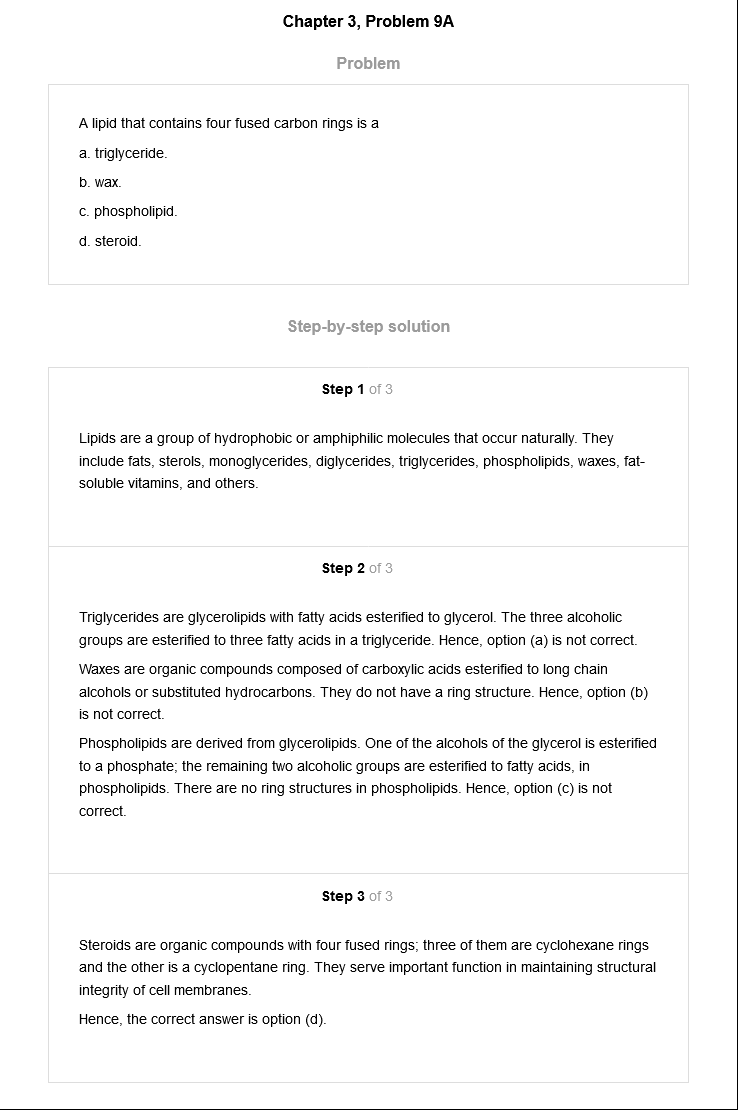 Chapter 3, Problem 9A
Problem
A lipid that contains four fused carbon rings is a
a. triglyceride.
b. wax.
c. phospholipid.
d. steroid.
Step-by-step solution
Step 1 of 3
Lipids are a group of hydrophobic or amphiphilic molecules that occur naturally. They
include fats, sterols, monoglycerides, diglycerides, triglycerides, phospholipids, waxes, fat-
soluble vitamins, and others.
Step 2 of 3
Triglycerides are glycerolipids with fatty acids esterified to glycerol. The three alcoholic
groups are esterified to three fatty acids in a triglyceride. Hence, option (a) is not correct.
Waxes are organic compounds composed of carboxylic acids esterified to long chain
alcohols or substituted hydrocarbons. They do not have a ring structure. Hence, option (b)
is not correct.
Phospholipids are derived from glycerolipids. One of the alcohols of the glycerol is esterified
to a phosphate; the remaining two alcoholic groups are esterified to fatty acids, in
phospholipids. There are no ring structures in phospholipids. Hence, option (c) is not
correct.
Step 3 of 3
Steroids are organic compounds with four fused rings; three of them are cyclohexane rings
and the other is a cyclopentane ring. They serve important function in maintaining structural
integrity of cell membranes.
Hence, the correct answer is option (d).